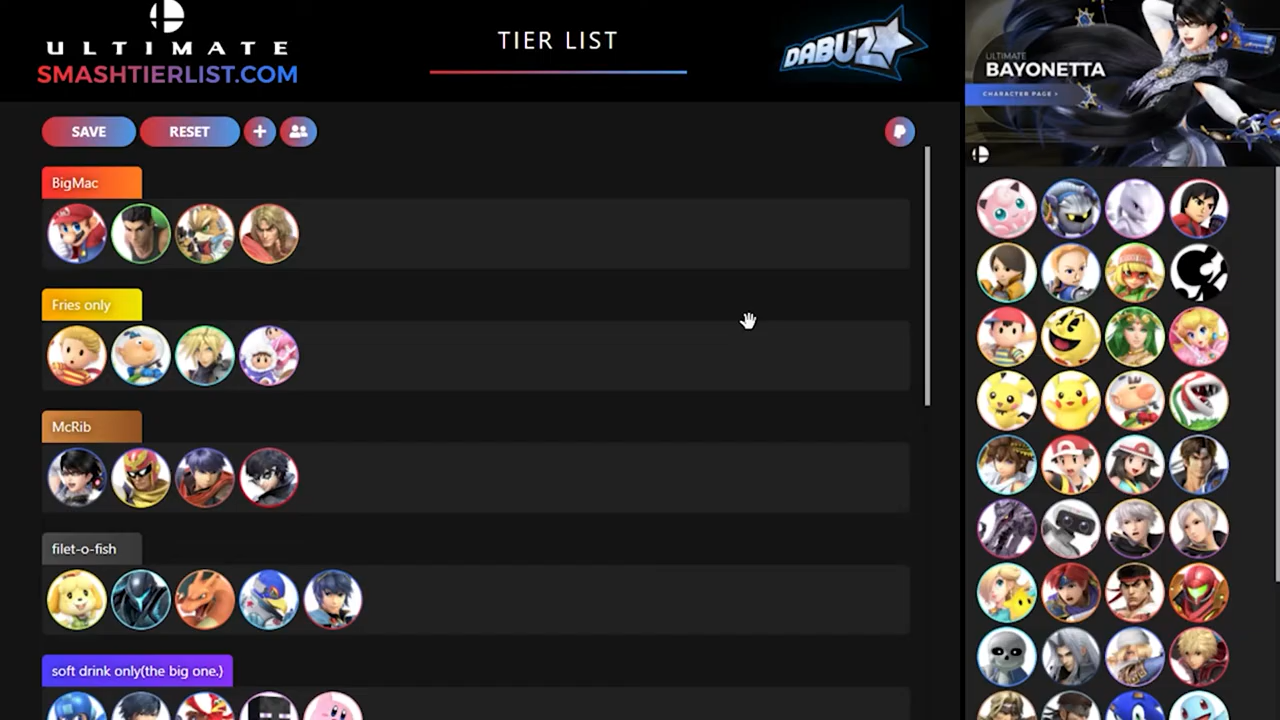 ULTIMATE
SMASHTIERLIST.COM
TIER LIST
DABUZ
ULTIMATE
BAYONETTA
CHARACTER PAGE >
SAVE
RESET
+
BigMac
Fries only
McRib
filet-o-fish
soft drink only(the big one.)